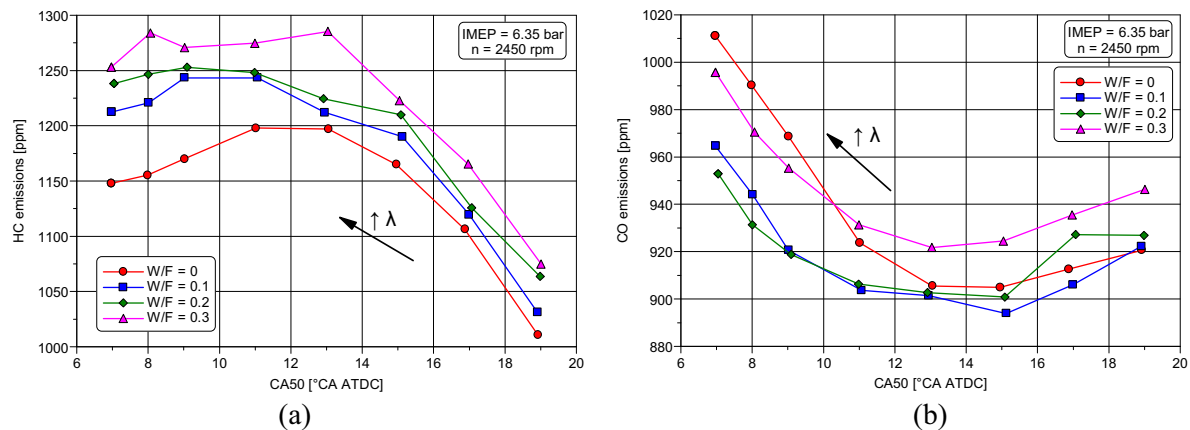 IMEP = 6.35 bar
n = 2450 rpm
HC emissions [ppm]
1300
1250
1200
1150
1100
1050
1000
↑ λ
W/F = 0
W/F = 0.1
W/F = 0.2
W/F = 0.3
6 8 10 12 14 16 18 20
CA50 [°CA ATDC]
(a)
IMEP = 6.35 bar
n = 2450 rpm
W/F = 0
W/F = 0.1
W/F = 0.2
W/F = 0.3
CO emissions [ppm]
1020
1000
980
960
940
920
900
880
↑ λ
6 8 10 12 14 16 18 20
CA50 [°CA ATDC]
(b)